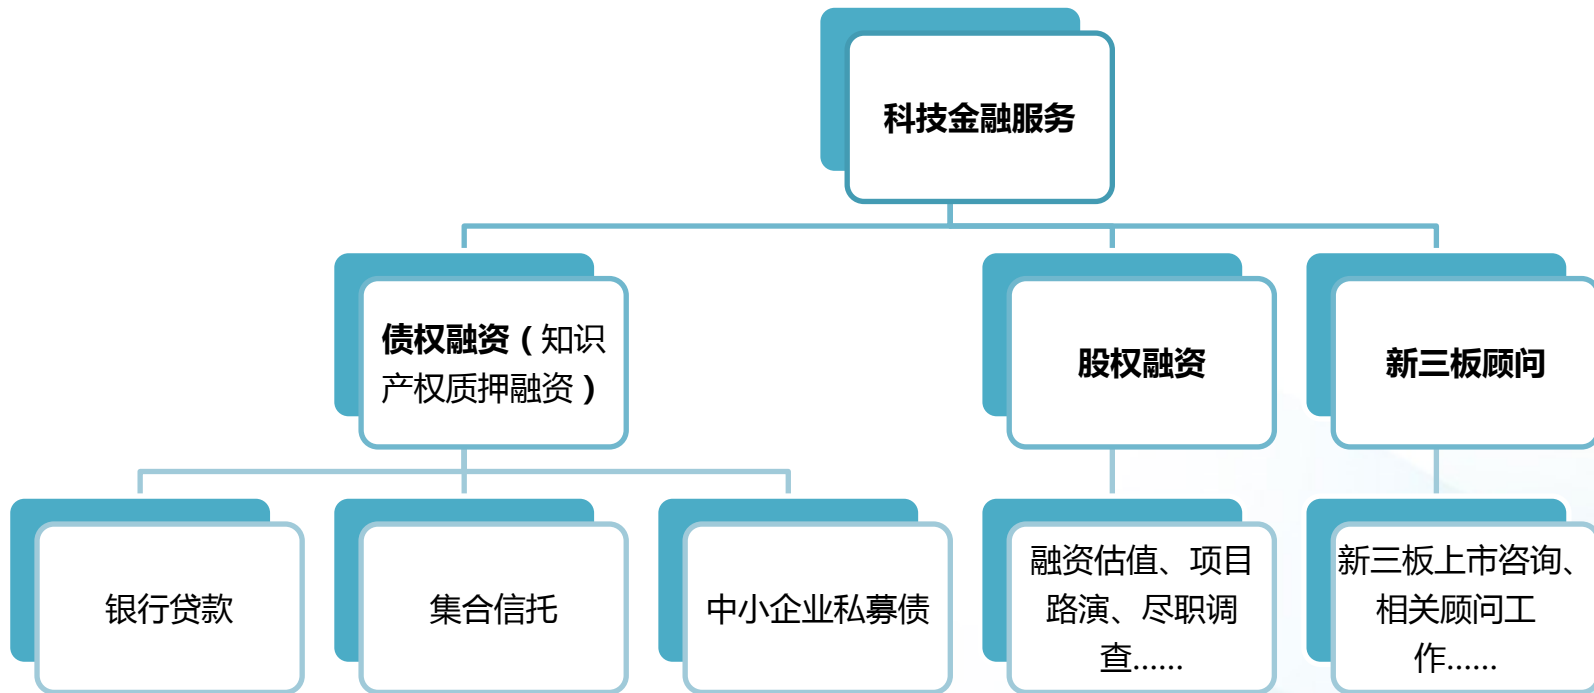 科技金融服务
债权融资（知识
产权质押融资）
股权融资
新三板顾问
银行贷款
集合信托
中小企业私募债
融资估值、项目
路演、尽职调
查......
新三板上市咨询、
相关顾问工
作......